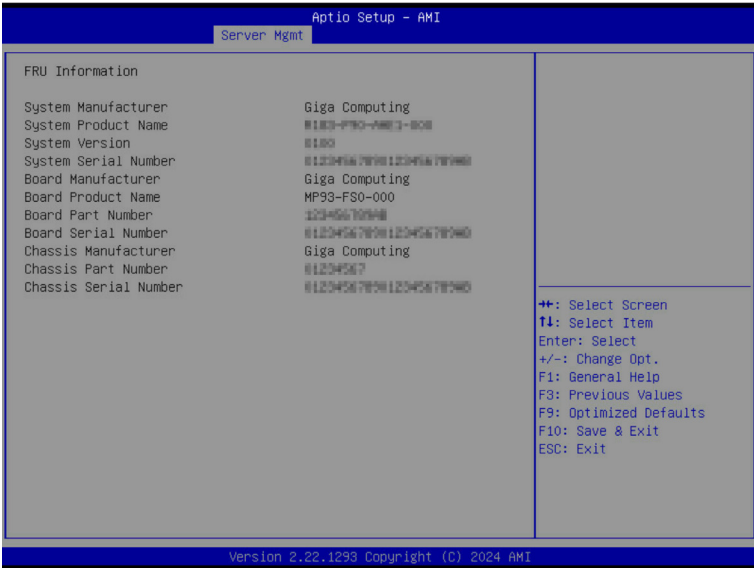 Aptio Setup - AMI
Server Mgmt
FRU Information
System Manufacturer Giga Computing
System Product Name
System Version
System Serial Number
Board Manufacturer Giga Computing
Board Product Name MP93-FS0-000
Board Part Number
Board Serial Number
Chassis Manufacturer Giga Computing
Chassis Part Number
Chassis Serial Number
→←: Select Screen
↑↓: Select Item
Enter: Select
+/-: Change Opt.
F1: General Help
F3: Previous Values
F9: Optimized Defaults
F10: Save & Exit
ESC: Exit
Version 2.22.1293 Copyright (C) 2024 AMI